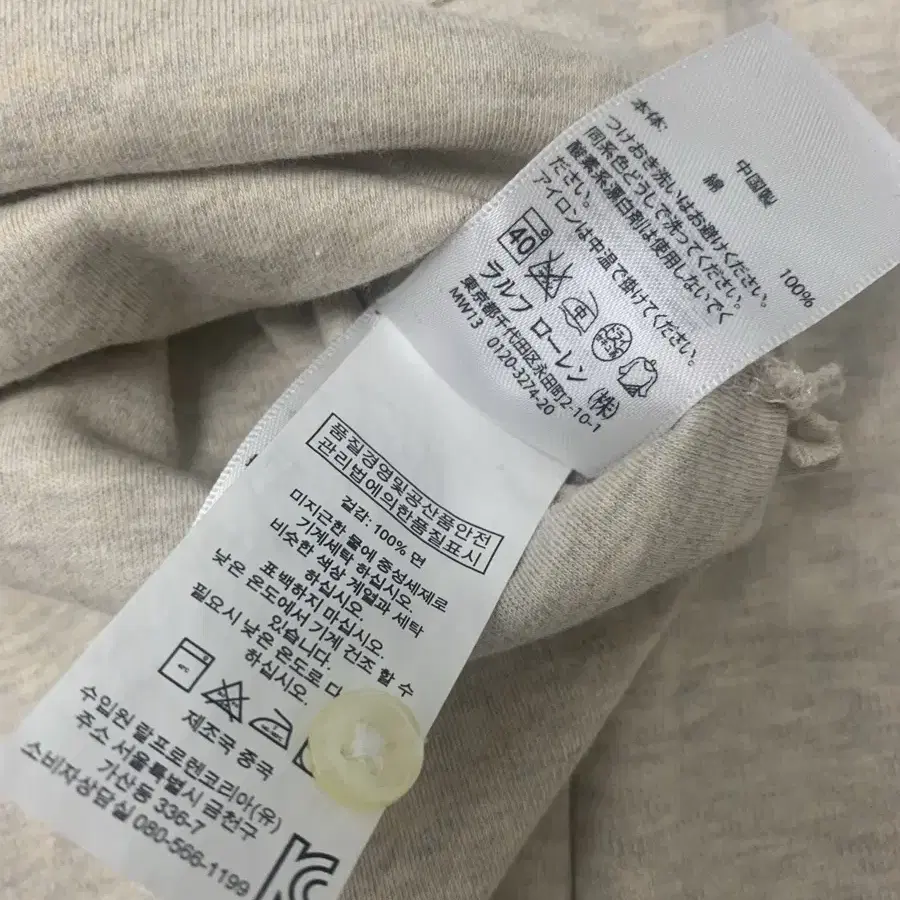 中国製
本体:
綿 100%
つけおき洗いはお避けください。
同系色どうしで洗ってください。
酸素系漂白剤は使用しないでく
ださい。
アイロンは中温で掛けてください。
40
ラルフ ローレン (株)
東京都千代田区永田町2-10-1
0120-3274-20
MW13
품질경영및공산품안전
관리법에의한품질표시
겉감: 100% 면
미지근한 물에 중성세제로
기계세탁 하십시오.
비슷한 색상 계열과 세탁
하십시오.
표백하지 마십시오.
낮은 온도에서 기계 건조 할 수
있습니다.
필요시 낮은 온도로 다
하십시오.
제조국 중국
수입원 랄프로렌코리아(유)
주소 서울특별시 금천구
가산동 336-7
소비자상담실 080-566-1199